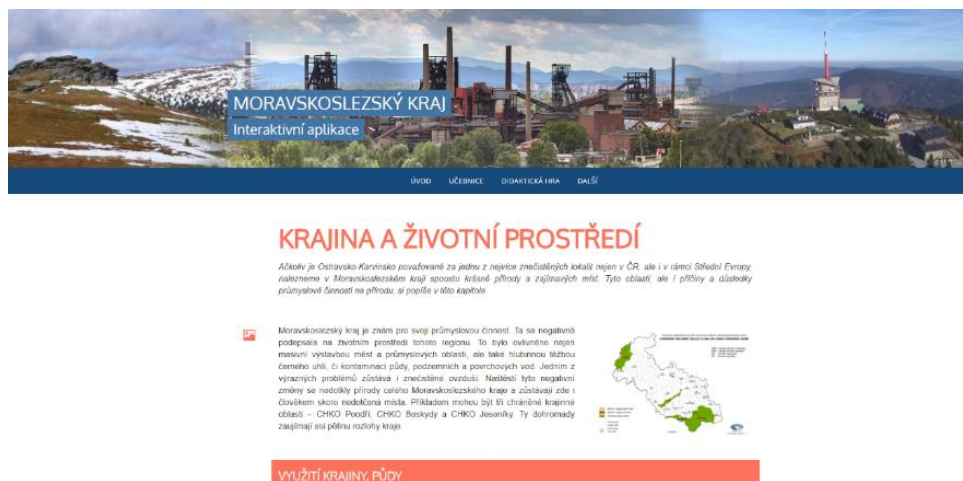 MORAVSKOSLEZSKÝ KRAJ
Interaktivní aplikace
ÚVOD UČEBNICE DIDAKTICKÁ HRA DALŠÍ
KRAJINA A ŽIVOTNÍ PROSTŘEDÍ
Ačkoliv je Ostravsko-Karvinsko považované za jednu z nejvíce znečistěných lokalit nejen v ČR, ale i v rámci Střední Evropy,
nalezneme v Moravskoslezském kraji spoustu krásné přírody a zajímavých míst. Tyto oblasti, ale i příčiny a důsledky
průmyslové činnosti na přírodu, si popíše v této kapitole.
Moravskoslezský kraj je znám pro svoji průmyslovou činnost. Ta se negativně
podepsala na životním prostředí tohoto regionu. To bylo ovlivněno nejen
masivní výstavbou měst a průmyslových oblastí, ale také hlubinnou těžbou
černého uhlí, či kontaminací půdy, podzemních a povrchových vod. Jedním z
výrazných problémů zůstává i znečistěné ovzduší. Naštěstí tyto negativní
změny se nedotkly přírody celého Moravskoslezského kraje a zůstávají zde i
člověkem skoro nedotčená místa. Příkladem mohou být tři chráněné krajinné
oblasti – CHKO Poodří, CHKO Beskydy a CHKO Jeseníky. Ty dohromady
zaujímají asi pětinu rozlohy kraje.
VYUŽITÍ KRAJINY, PŮDY